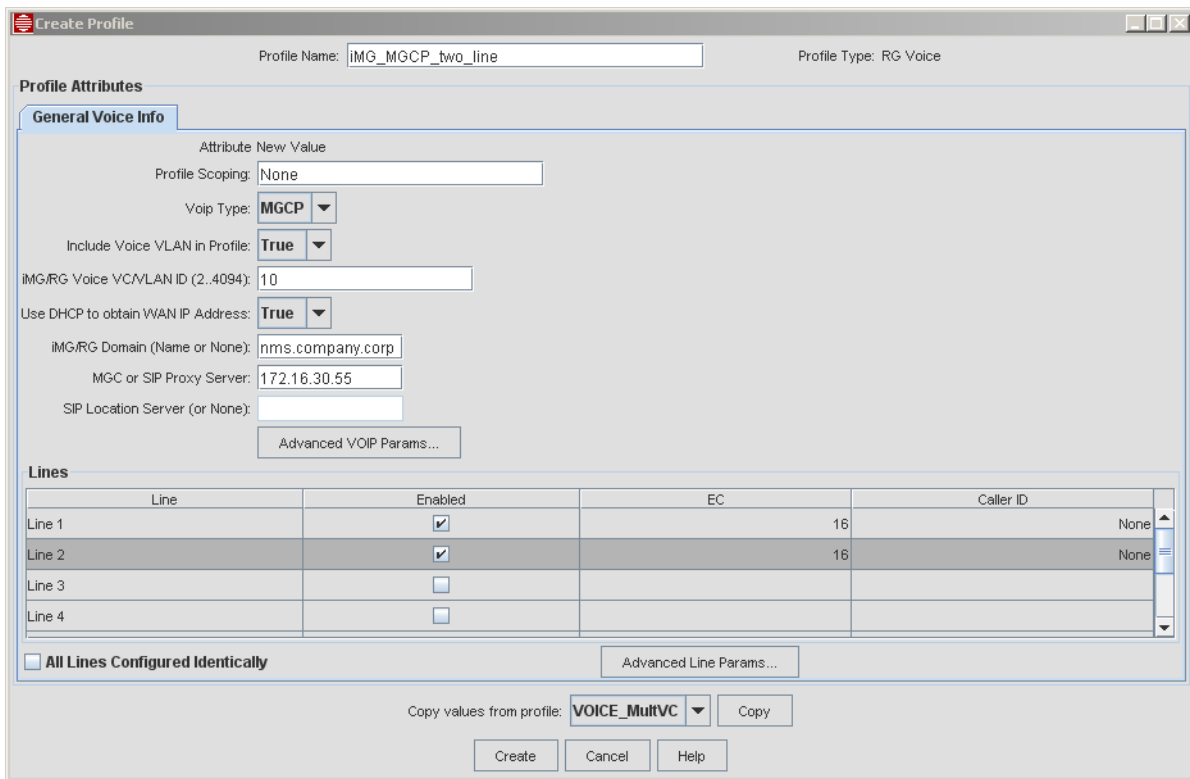 Create Profile
Profile Name: iMG_MGCP_two_line Profile Type: RG Voice
Profile Attributes
General Voice Info
Attribute New Value
Profile Scoping: None
Voip Type: MGCP
Include Voice VLAN in Profile: True
iMG/RG Voice VC/VLAN ID (2..4094): 10
Use DHCP to obtain WAN IP Address: True
iMG/RG Domain (Name or None): nms.company.corp
MGC or SIP Proxy Server: 172.16.30.55
SIP Location Server (or None):
Advanced VOIP Params...
Lines
Line Enabled EC Caller ID
Line 1 16 None
Line 2 16 None
Line 3
Line 4
All Lines Configured Identically Advanced Line Params...
Copy values from profile: VOICE_MultVC Copy
Create Cancel Help